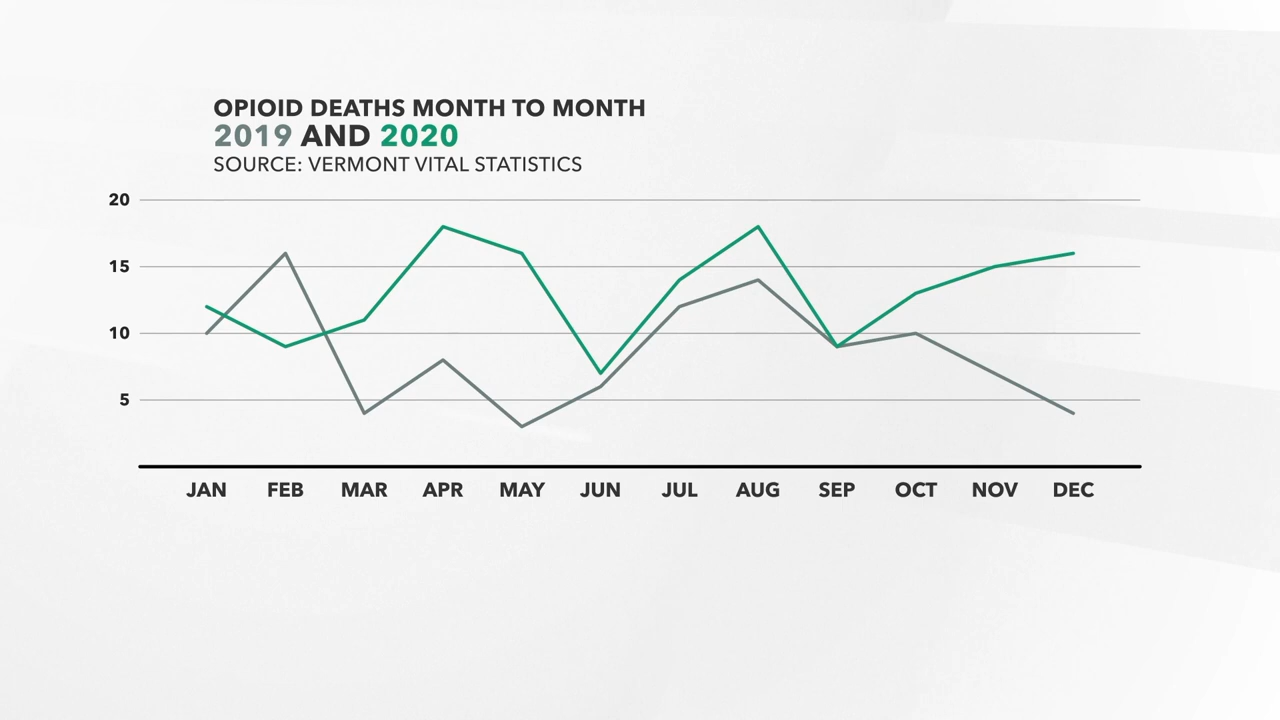 OPIOID DEATHS MONTH TO MONTH
2019 AND 2020
SOURCE: VERMONT VITAL STATISTICS
20
15
10
5
JAN FEB MAR APR MAY JUN JUL AUG SEP OCT NOV DEC